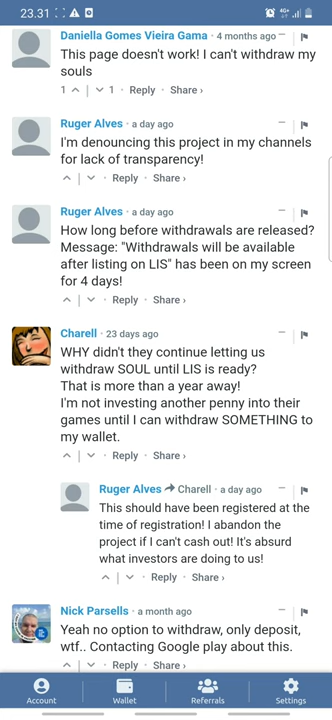 23.31
4G+
Daniella Gomes Vieira Gama · 4 months ago
This page doesn't work! I can't withdraw my
souls
1 ^ | ∨ 1 · Reply · Share ›
Ruger Alves · a day ago
I'm denouncing this project in my channels
for lack of transparency!
^ | ∨ · Reply · Share ›
Ruger Alves · a day ago
How long before withdrawals are released?
Message: "Withdrawals will be available
after listing on LIS" has been on my screen
for 4 days!
^ | ∨ · Reply · Share ›
Charell · 23 days ago
WHY didn't they continue letting us
withdraw SOUL until LIS is ready?
That is more than a year away!
I'm not investing another penny into their
games until I can withdraw SOMETHING to
my wallet.
^ | ∨ · Reply · Share ›
Ruger Alves → Charell · a day ago
This should have been registered at the
time of registration! I abandon the
project if I can't cash out! It's absurd
what investors are doing to us!
^ | ∨ · Reply · Share ›
Nick Parsells · a month ago
Yeah no option to withdraw, only deposit,
wtf.. Contacting Google play about this.
^ | ∨ · Reply · Share ›
Account
Wallet
Referrals
Settings